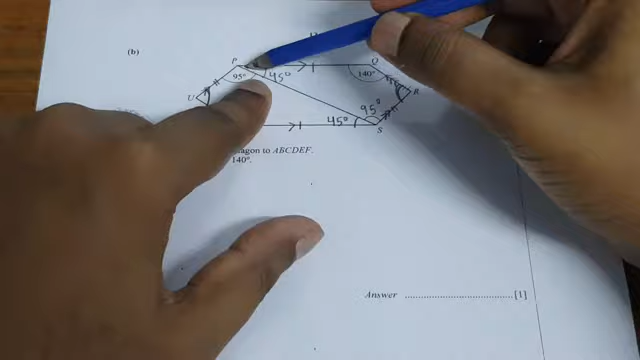 (b)
P
Q
95°
45°
140°
U
R
95°
45°
S
agon to ABCDEF.
140°.
Answer ........................................ [1]